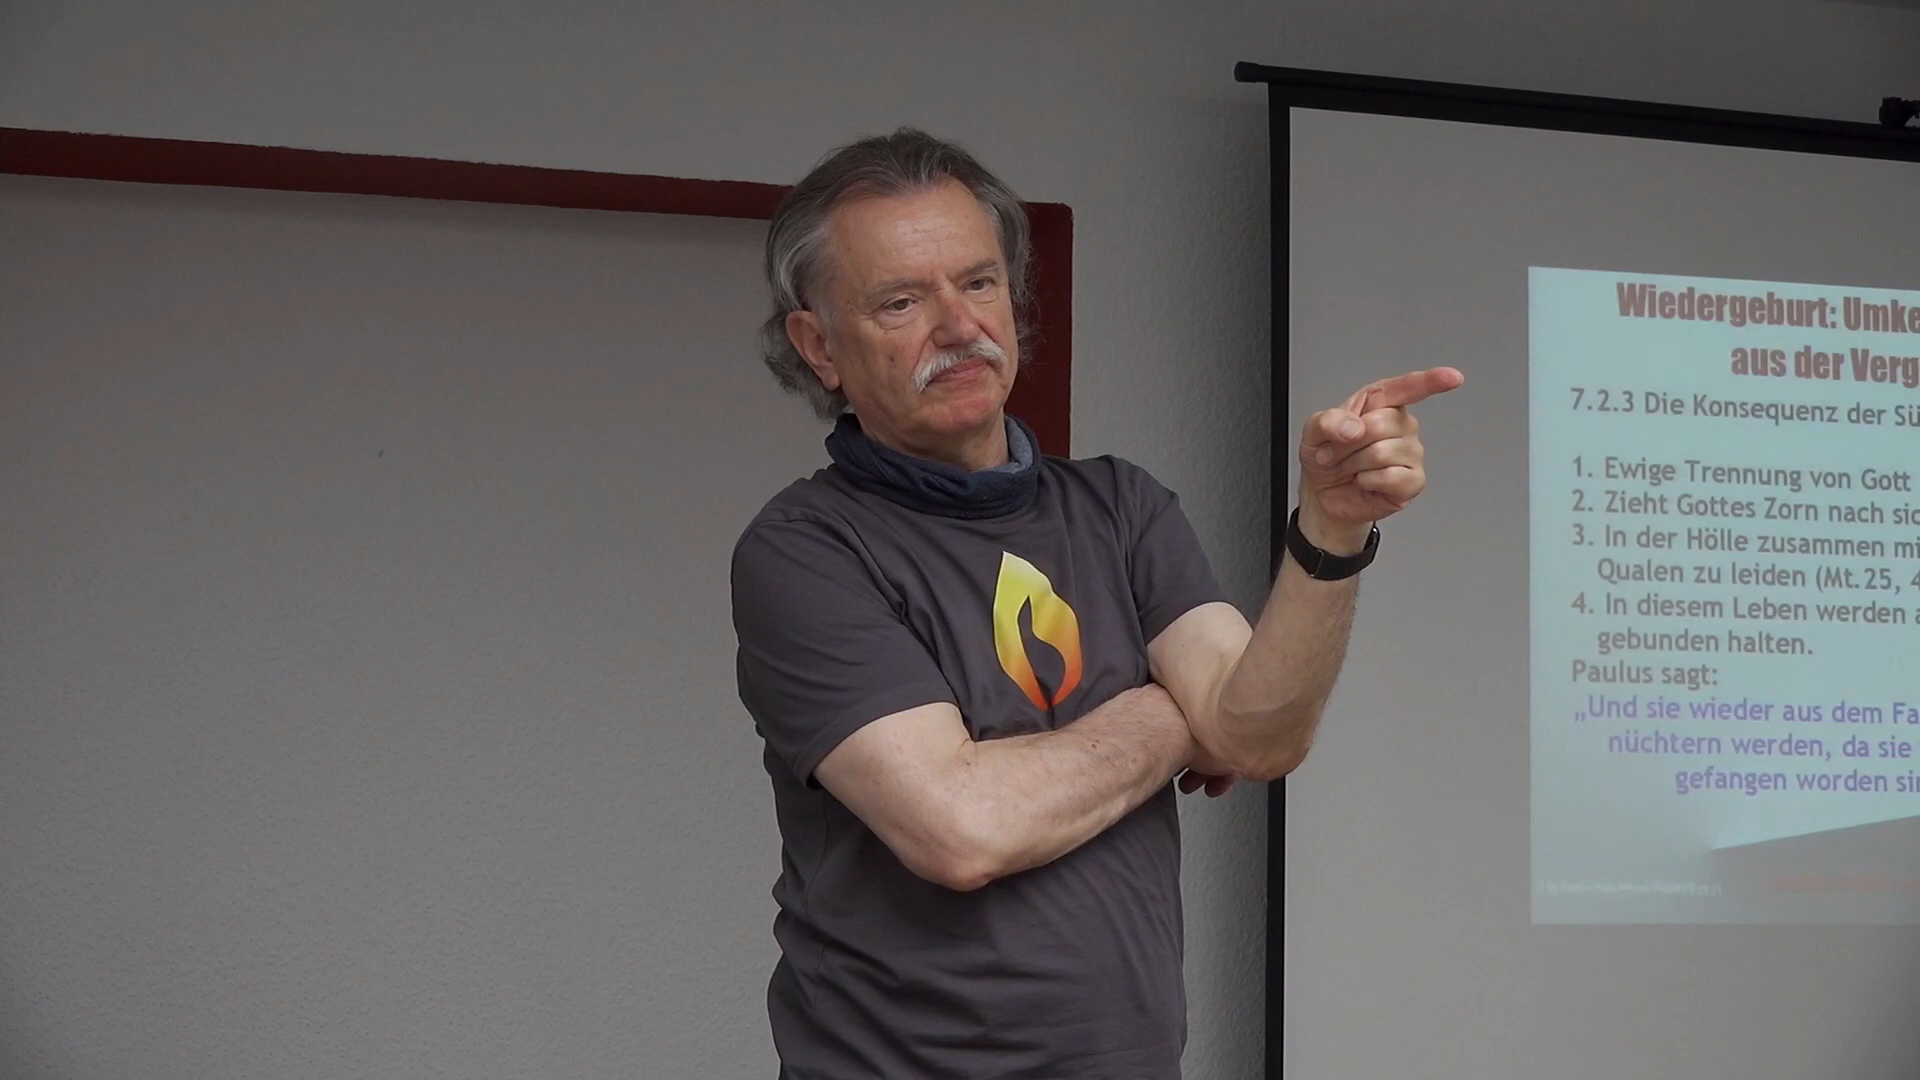 Wiedergeburt: Umke
aus der Verg
7.2.3 Die Konsequenz der Sü
1. Ewige Trennung von Gott
2. Zieht Gottes Zorn nach sic
3. In der Hölle zusammen mi
Qualen zu leiden (Mt.25, 4
4. In diesem Leben werden a
gebunden halten.
Paulus sagt:
„Und sie wieder aus dem Fa
nüchtern werden, da sie
gefangen worden sin